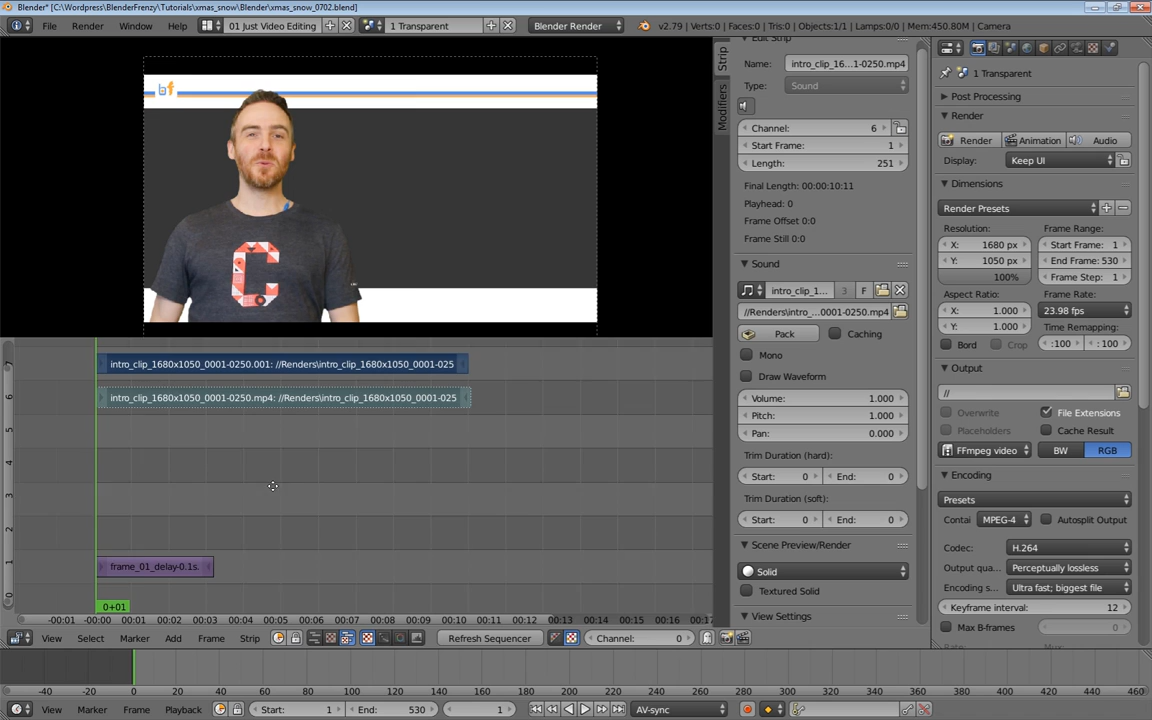 Blender* [C:\Wordpress\BlenderFrenzy\Tutorials\xmas_snow\Blender\xmas_snow_0702.blend]
File Render Window Help 01 Just Video Editing 1 Transparent Blender Render v2.79 | Verts:0 | Faces:0 | Tris:0 | Objects:1/1 | Lamps:0/0 | Mem:450.80M | Camera
bf
C
Strip
Modifiers
Edit Strip
Name: intro_clip_16...1-0250.mp4
Type: Sound
Channel: 6
Start Frame: 1
Length: 251
Final Length: 00:00:10:11
Playhead: 0
Frame Offset 0:0
Frame Still 0:0
Sound
intro_clip_1... 3 F
//Renders\intro_...0001-0250.mp4
Pack Caching
Mono
Draw Waveform
Volume: 1.000
Pitch: 1.000
Pan: 0.000
Trim Duration (hard):
Start: 0 End: 0
Trim Duration (soft):
Start: 0 End: 0
Scene Preview/Render
Solid
Textured Solid
View Settings
1 Transparent
Post Processing
Render
Render Animation Audio
Display: Keep UI
Dimensions
Render Presets
Resolution: Frame Range:
X: 1680 px Start Frame: 1
Y: 1050 px End Frame: 530
100% Frame Step: 1
Aspect Ratio: Frame Rate:
X: 1.000 23.98 fps
Y: 1.000 Time Remapping:
Bord Crop :100 : 100
Output
//
Overwrite File Extensions
Placeholders Cache Result
FFmpeg video BW RGB
Encoding
Presets
Contai MPEG-4 Autosplit Output
Codec: H.264
Output qua... Perceptually lossless
Encoding s... Ultra fast; biggest file
Keyframe interval: 12
Max B-frames 0
7 intro_clip_1680x1050_0001-0250.001: //Renders\intro_clip_1680x1050_0001-025
6 intro_clip_1680x1050_0001-0250.mp4: //Renders\intro_clip_1680x1050_0001-025
5
4
3
2
1 frame_01_delay-0.1s.
0
0+01
-00:01 -00:00 00:01 00:02 00:03 00:04 00:05 00:06 00:07 00:08 00:09 00:10 00:11 00:12 00:13 00:14 00:15 00:16 00:17
View Select Marker Add Frame Strip Refresh Sequencer Channel: 0
-40 -20 0 20 40 60 80 100 120 140 160 180 200 220 240 260 280 300 320 340 360 380 400 420 440 460
View Marker Frame Playback Start: 1 End: 530 1 AV-sync